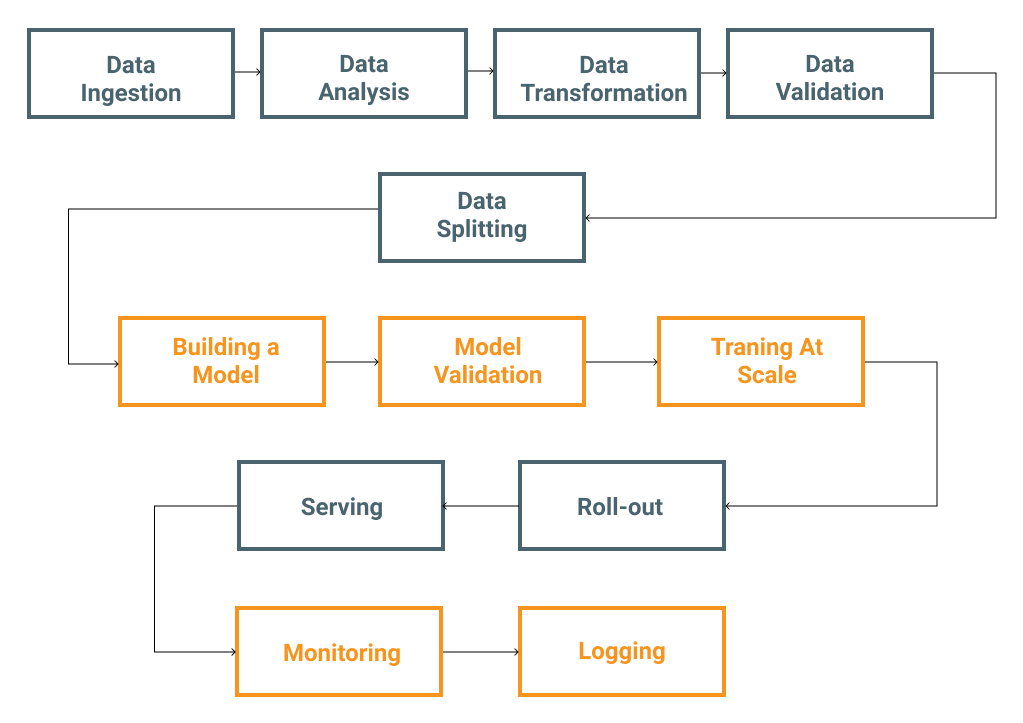 Data
Ingestion
Data
Analysis
Data
Transformation
Data
Validation
Data
Splitting
Building a
Model
Model
Validation
Traning At
Scale
Serving
Roll-out
Monitoring
Logging